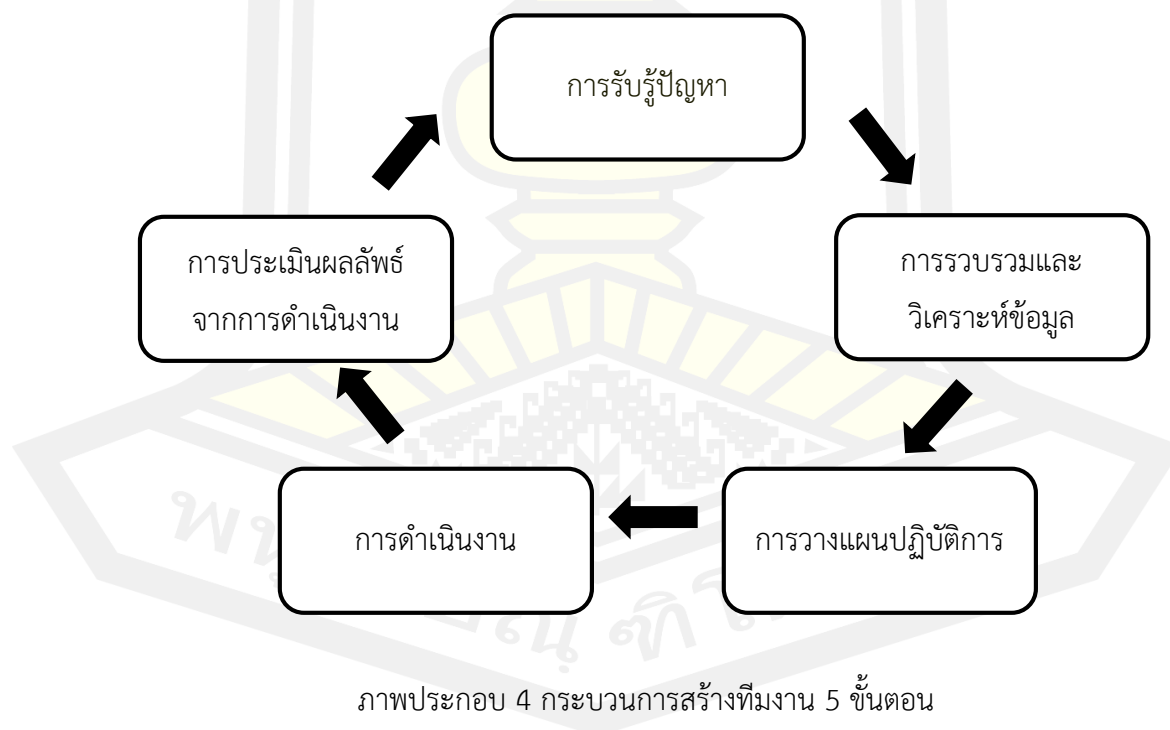 การรับรู้ปัญหา
การรวบรวมและ
วิเคราะห์ข้อมูล
การวางแผนปฏิบัติการ
การดำเนินงาน
การประเมินผลลัพธ์
จากการดำเนินงาน
ภาพประกอบ 4 กระบวนการสร้างทีมงาน 5 ขั้นตอน